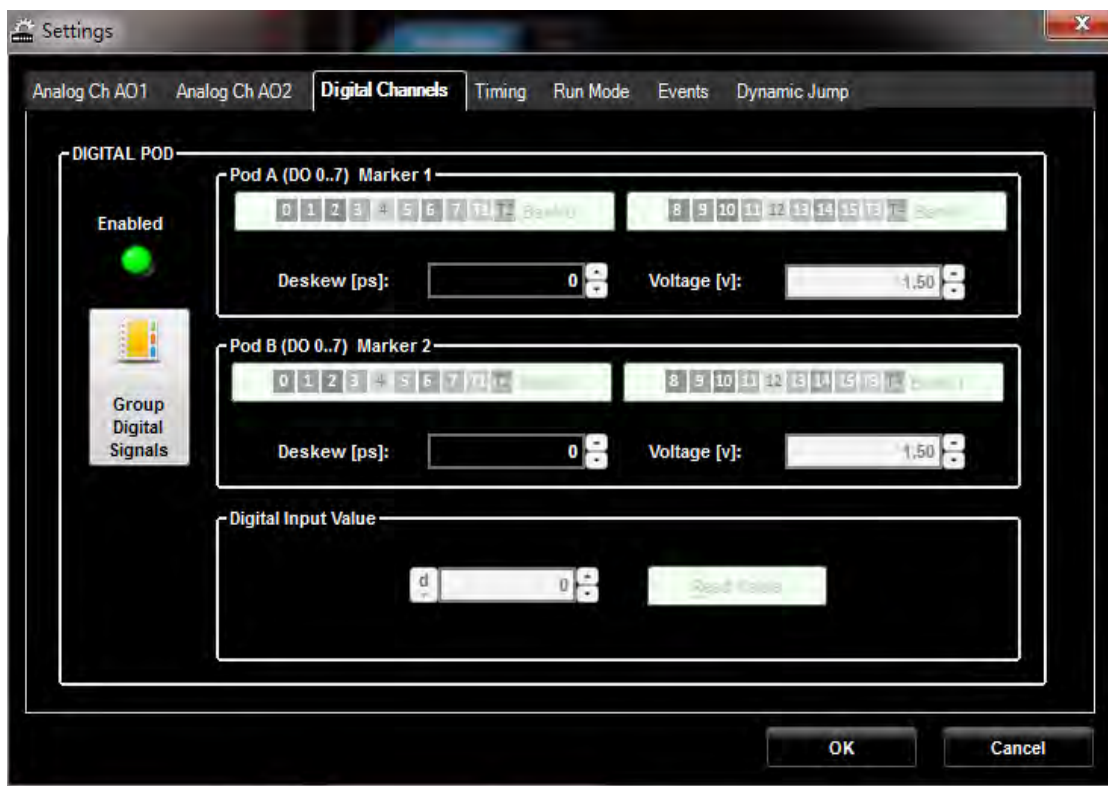 Settings
X
Analog Ch AO1 Analog Ch AO2 Digital Channels Timing Run Mode Events Dynamic Jump
DIGITAL POD
Enabled
Group
Digital
Signals
Pod A (DO 0..7) Marker 1
0 1 2 3 4 5 6 7 T1 T2
8 9 10 11 12 13 14 15 T3 T4
Deskew [ps]: 0 Voltage [v]: 1.50
Pod B (DO 0..7) Marker 2
0 1 2 3 4 5 6 7 T1 T2
8 9 10 11 12 13 14 15 T3 T4
Deskew [ps]: 0 Voltage [v]: 1.50
Digital Input Value
d 0 Read
OK Cancel